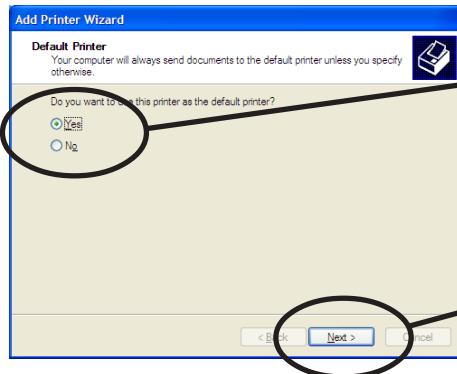 Add Printer Wizard
Default Printer
Your computer will always send documents to the default printer unless you specify
otherwise.
Do you want to use this printer as the default printer?
Yes
No
< Back Next > Cancel